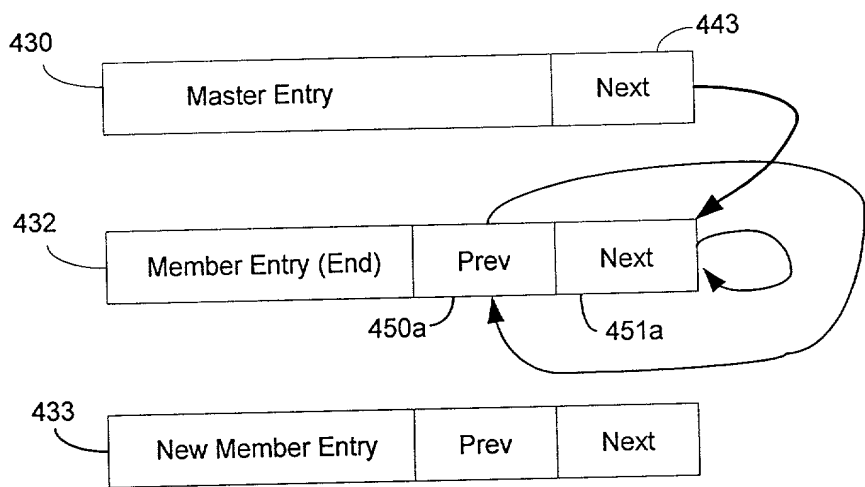 443
430
Master Entry
Next
432
Member Entry (End)
Prev
Next
450a
451a
433
New Member Entry
Prev
Next